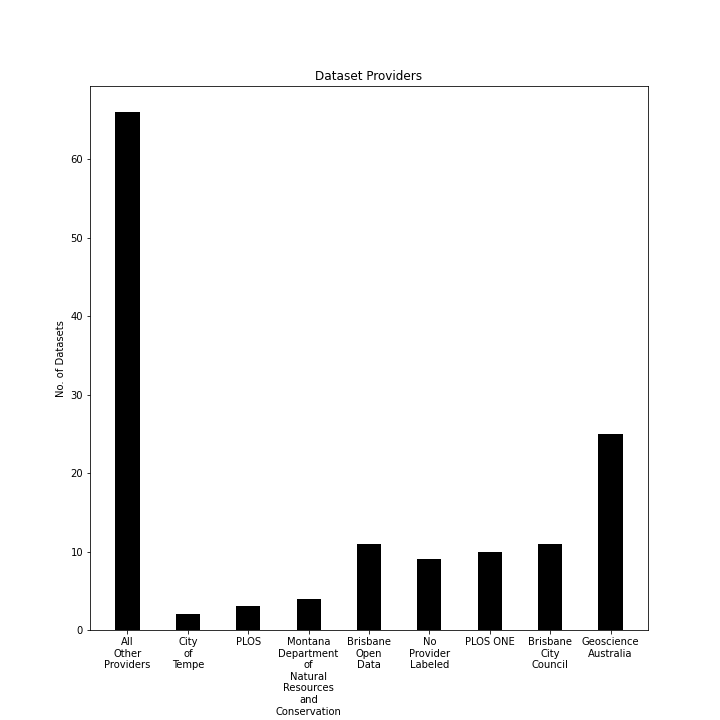 Dataset Providers
No. of Datasets
60
50
40
30
20
10
0
All
Other
Providers
City
of
Tempe
PLOS
Montana
Department
of
Natural
Resources
and
Conservation
Brisbane
Open
Data
No
Provider
Labeled
PLOS ONE
Brisbane
City
Council
Geoscience
Australia